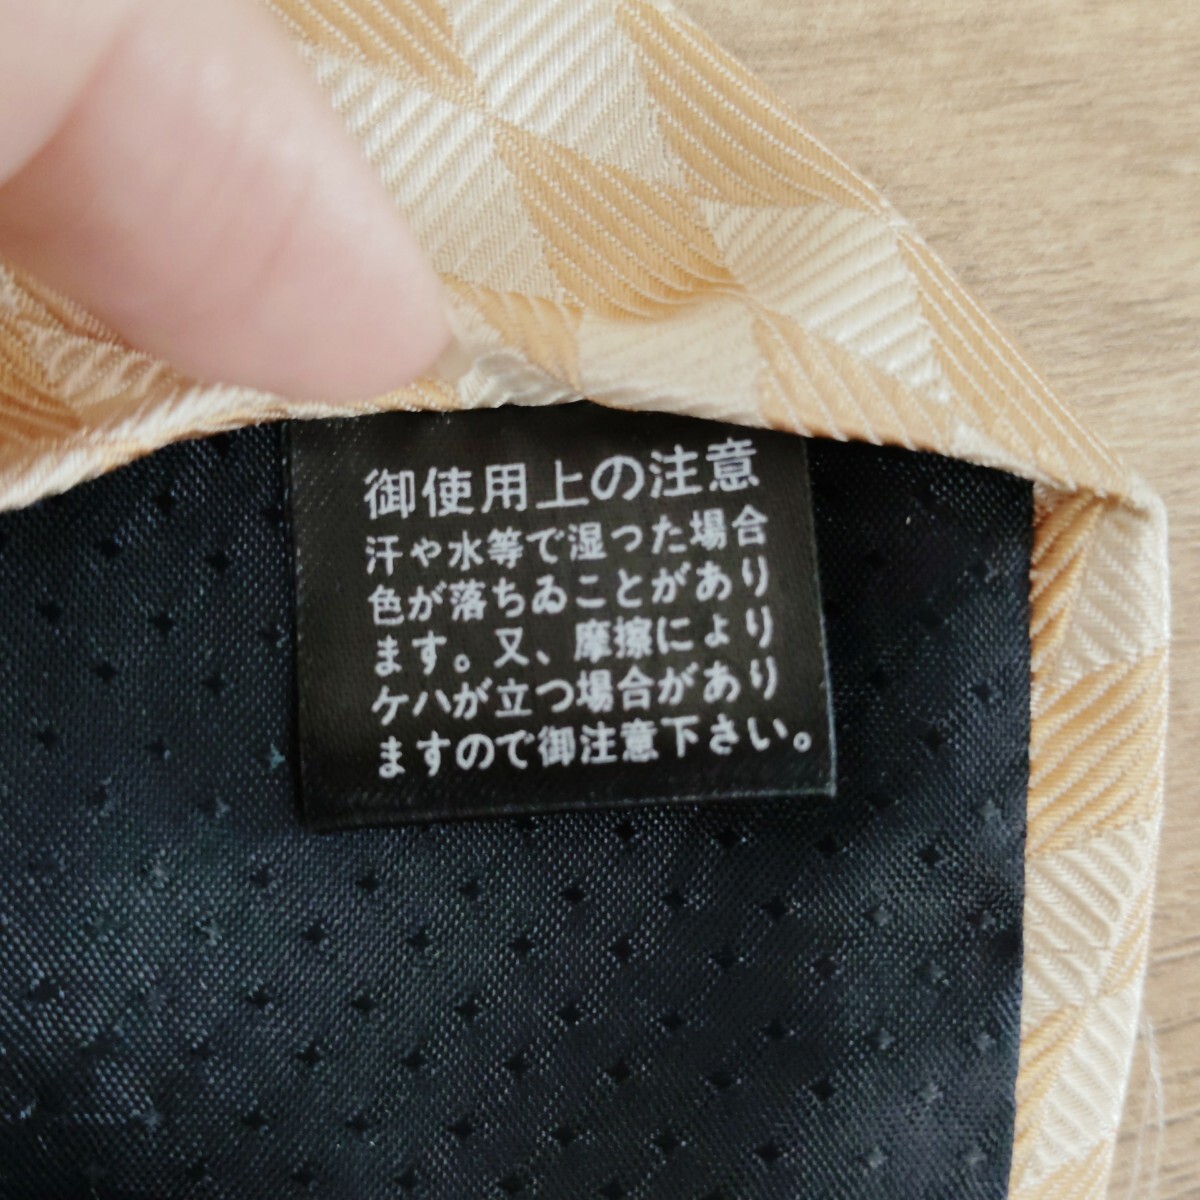 御使用上の注意
汗や水等で湿った場合
色が落ちゐことがあり
ます。又、摩擦により
ケハが立つ場合があり
ますので御注意下さい。